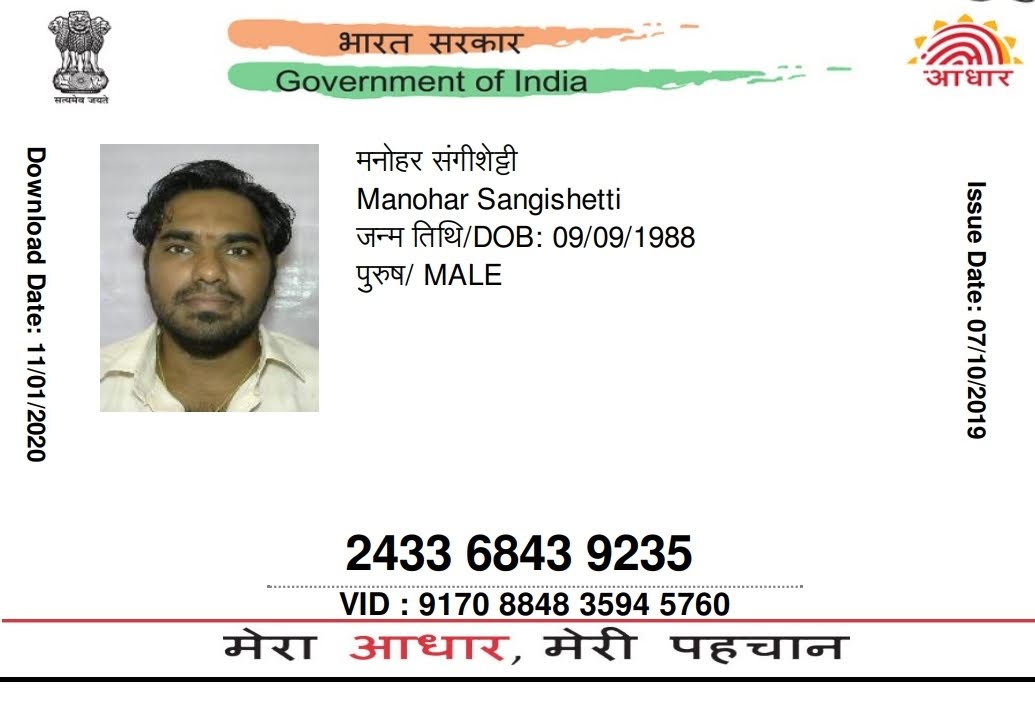 भारत सरकार
Government of India
सत्यमेव जयते
आधार
Download Date: 11/01/2020
मनोहर संगीशेट्टी
Manohar Sangishetti
जन्म तिथि/DOB: 09/09/1988
पुरुष/ MALE
Issue Date: 07/10/2019
2433 6843 9235
VID : 9170 8848 3594 5760
मेरा आधार, मेरी पहचान